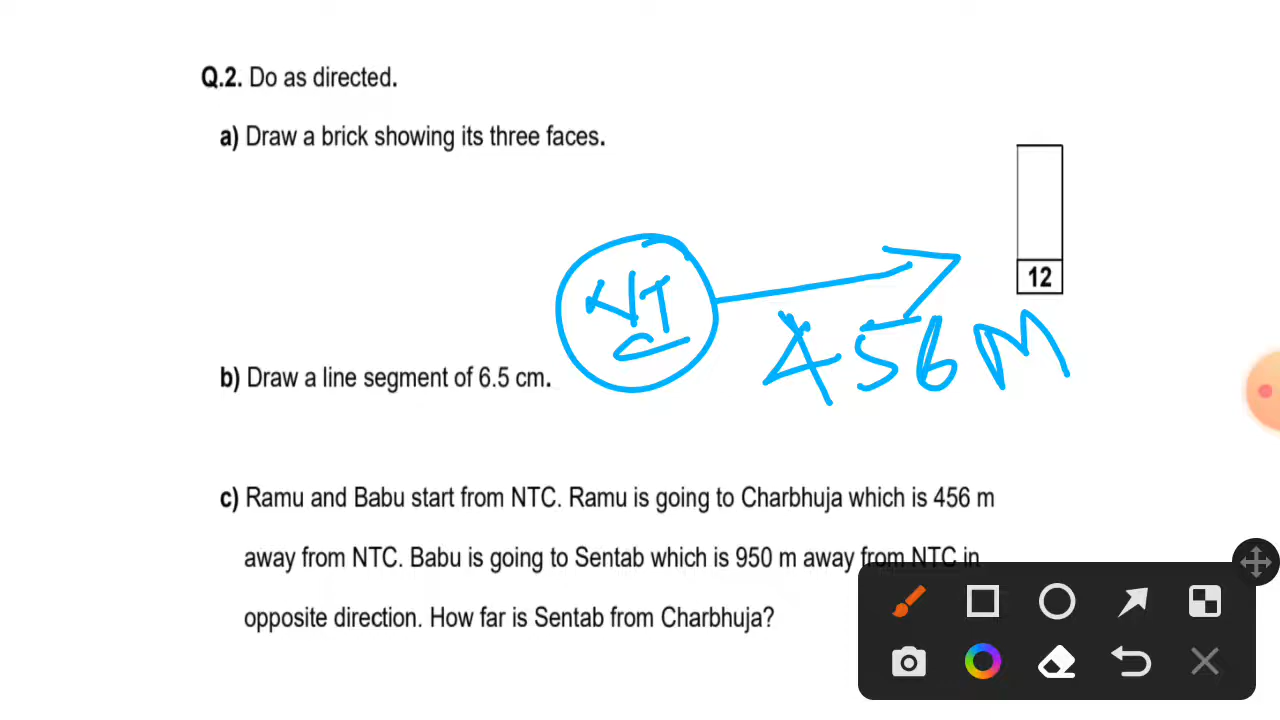 Q.2. Do as directed.
a) Draw a brick showing its three faces.
12
NT
C
456M
b) Draw a line segment of 6.5 cm.
c) Ramu and Babu start from NTC. Ramu is going to Charbhuja which is 456 m
away from NTC. Babu is going to Sentab which is 950 m away from NTC in
opposite direction. How far is Sentab from Charbhuja?